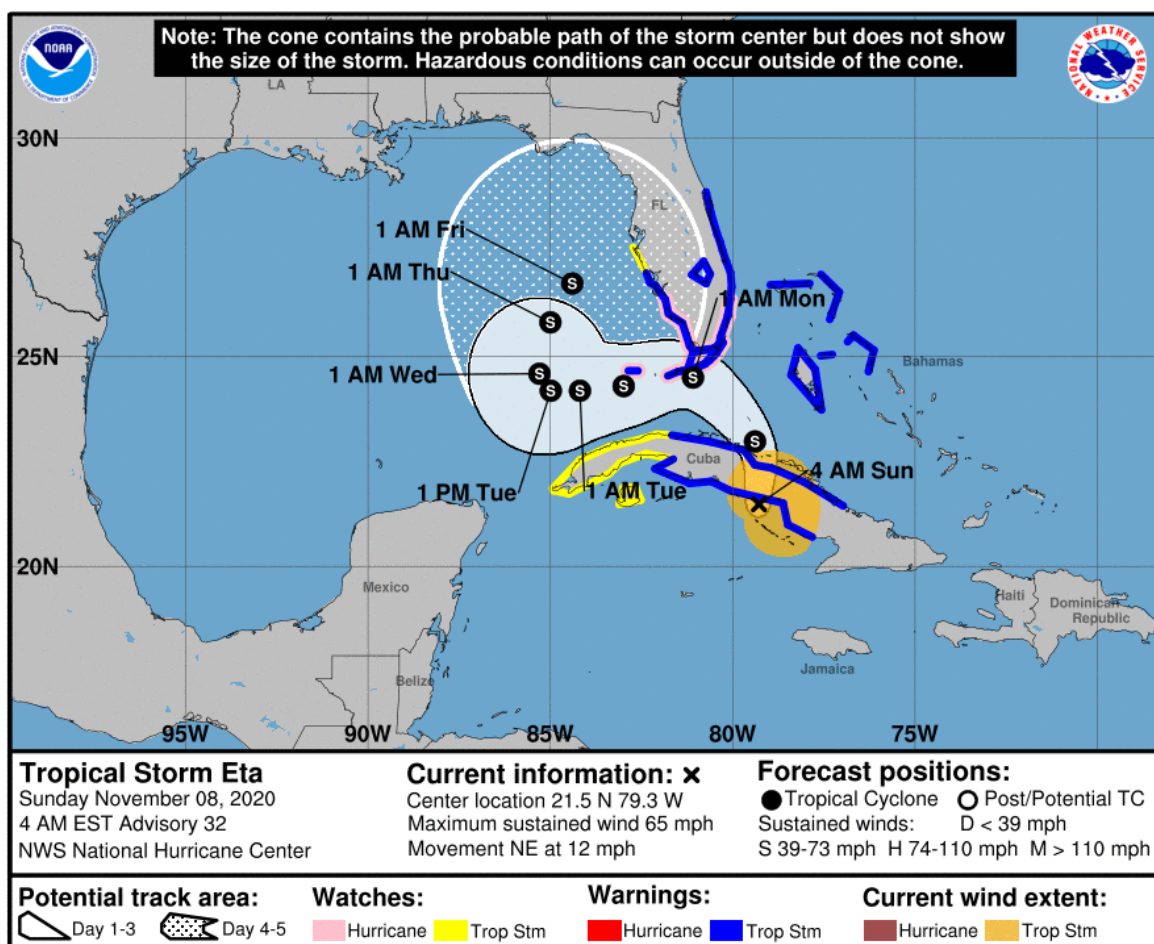 Note: The cone contains the probable path of the storm center but does not show
the size of the storm. Hazardous conditions can occur outside of the cone.
NOAA
NATIONAL WEATHER SERVICE
LA
30N
FL
1 AM Fri
1 AM Thu
1 AM Mon
25N
Bahamas
1 AM Wed
Cuba
4 AM Sun
1 PM Tue
1 AM Tue
20N
Mexico
Haiti
Dominican
Republic
Jamaica
Belize
95W
90W
85W
80W
75W
S
S
S
S
S
S
S
S
Tropical Storm Eta
Sunday November 08, 2020
4 AM EST Advisory 32
NWS National Hurricane Center
Current information: x
Center location 21.5 N 79.3 W
Maximum sustained wind 65 mph
Movement NE at 12 mph
Forecast positions:
Tropical Cyclone Post/Potential TC
Sustained winds: D < 39 mph
S 39-73 mph H 74-110 mph M > 110 mph
Potential track area:
Day 1-3 Day 4-5
Watches:
Hurricane Trop Stm
Warnings:
Hurricane Trop Stm
Current wind extent:
Hurricane Trop Stm